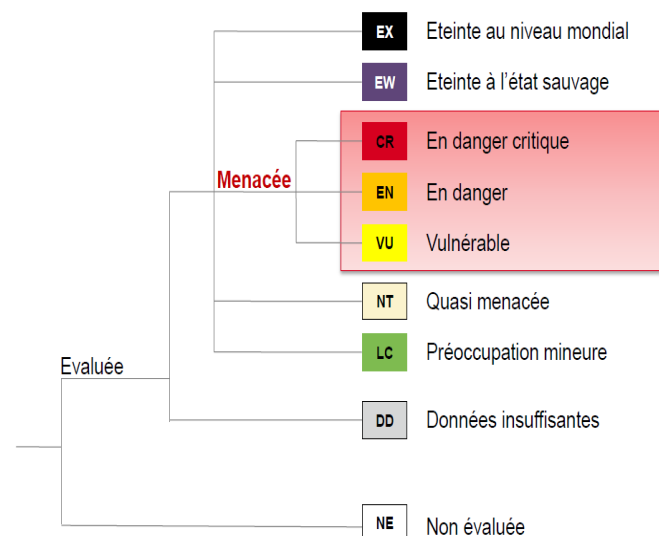 EX Eteinte au niveau mondial
EW Eteinte à l'état sauvage
CR En danger critique
Menacée
EN En danger
VU Vulnérable
NT Quasi menacée
LC Préoccupation mineure
Evaluée
DD Données insuffisantes
NE Non évaluée